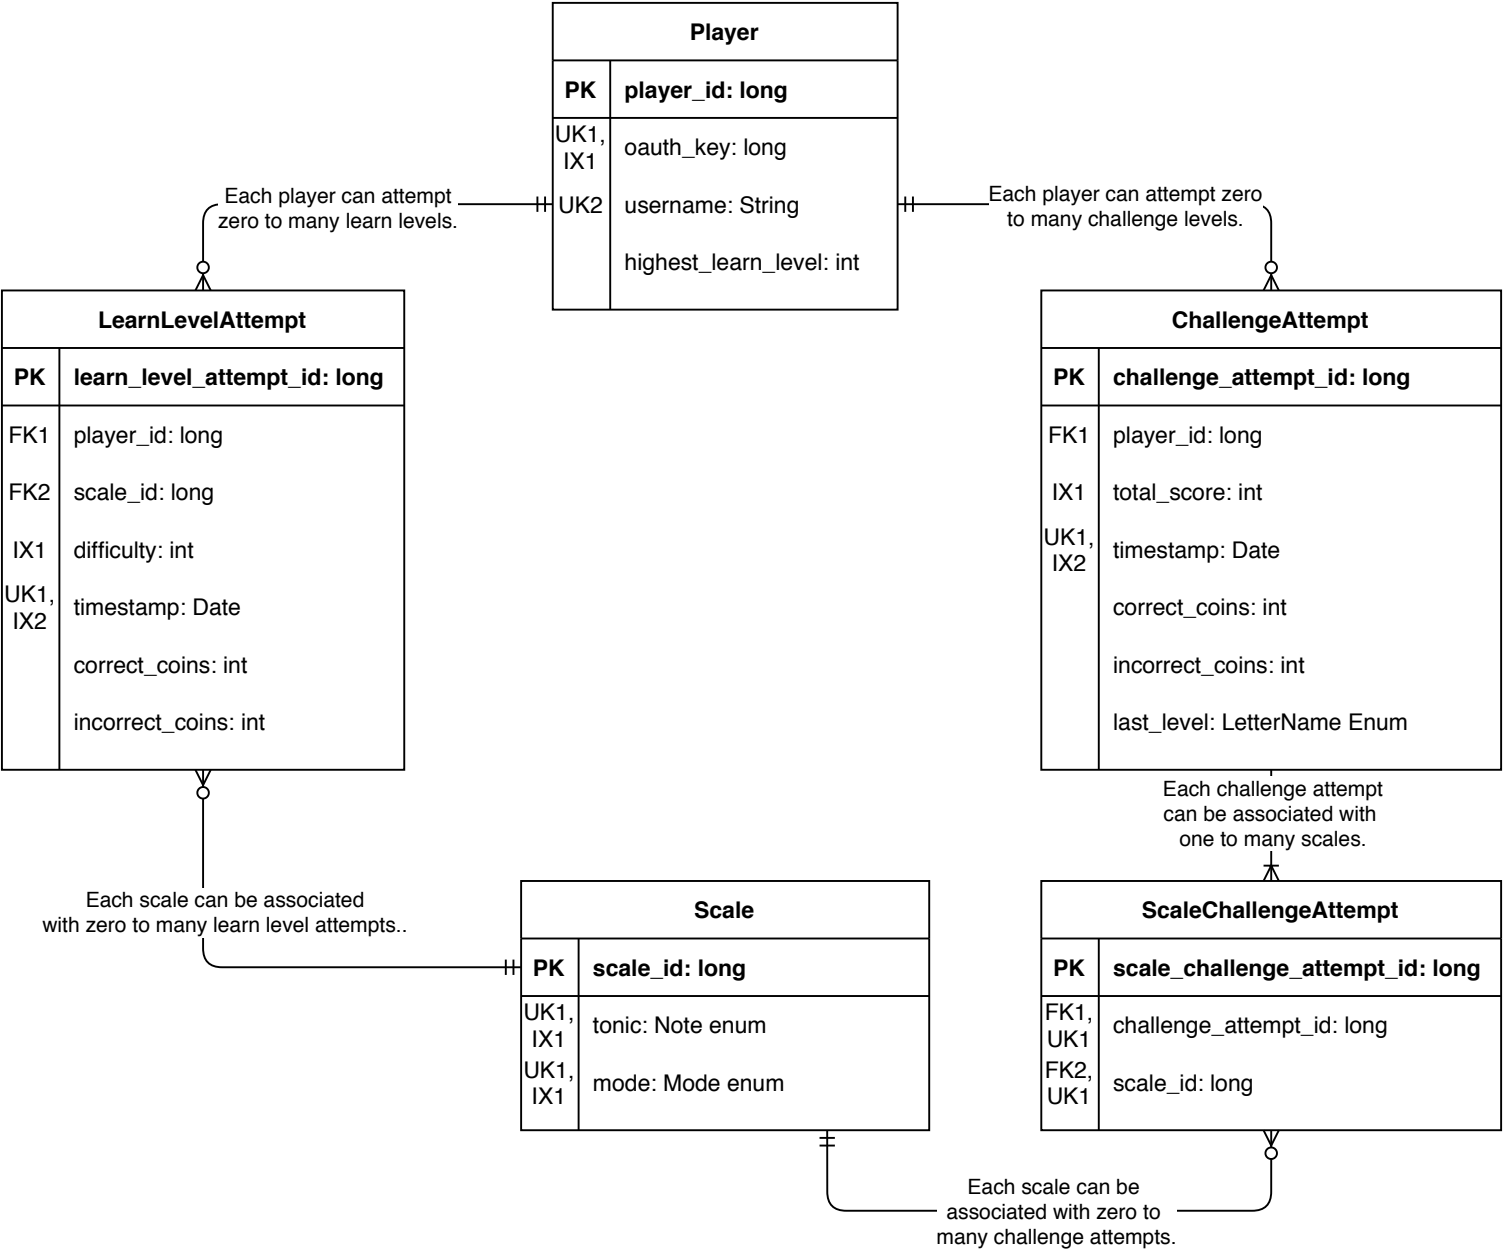 Player
PK player_id: long
UK1,
IX1
oauth_key: long
UK2 username: String
highest_learn_level: int
Each player can attempt
zero to many learn levels.
Each player can attempt zero
to many challenge levels.
LearnLevelAttempt
PK learn_level_attempt_id: long
FK1 player_id: long
FK2 scale_id: long
IX1 difficulty: int
UK1,
IX2
timestamp: Date
correct_coins: int
incorrect_coins: int
ChallengeAttempt
PK challenge_attempt_id: long
FK1 player_id: long
IX1 total_score: int
UK1,
IX2
timestamp: Date
correct_coins: int
incorrect_coins: int
last_level: LetterName Enum
Each challenge attempt
can be associated with
one to many scales.
Each scale can be associated
with zero to many learn level attempts..
Scale
PK scale_id: long
UK1,
IX1
tonic: Note enum
UK1,
IX1
mode: Mode enum
ScaleChallengeAttempt
PK scale_challenge_attempt_id: long
FK1,
UK1
challenge_attempt_id: long
FK2,
UK1
scale_id: long
Each scale can be
associated with zero to
many challenge attempts.